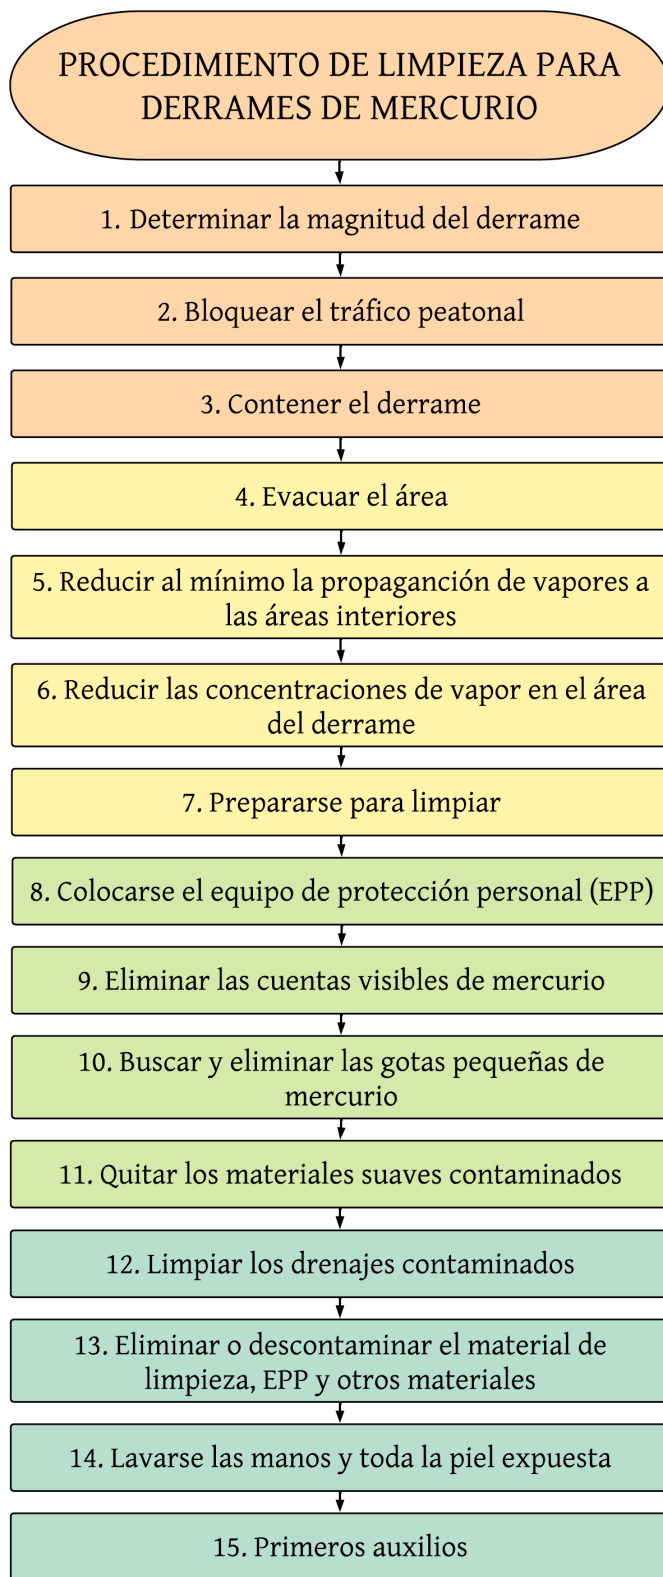 PROCEDIMIENTO DE LIMPIEZA PARA
DERRAMES DE MERCURIO
1. Determinar la magnitud del derrame
2. Bloquear el tráfico peatonal
3. Contener el derrame
4. Evacuar el área
5. Reducir al mínimo la propaganción de vapores a
las áreas interiores
6. Reducir las concentraciones de vapor en el área
del derrame
7. Prepararse para limpiar
8. Colocarse el equipo de protección personal (EPP)
9. Eliminar las cuentas visibles de mercurio
10. Buscar y eliminar las gotas pequeñas de
mercurio
11. Quitar los materiales suaves contaminados
12. Limpiar los drenajes contaminados
13. Eliminar o descontaminar el material de
limpieza, EPP y otros materiales
14. Lavarse las manos y toda la piel expuesta
15. Primeros auxilios